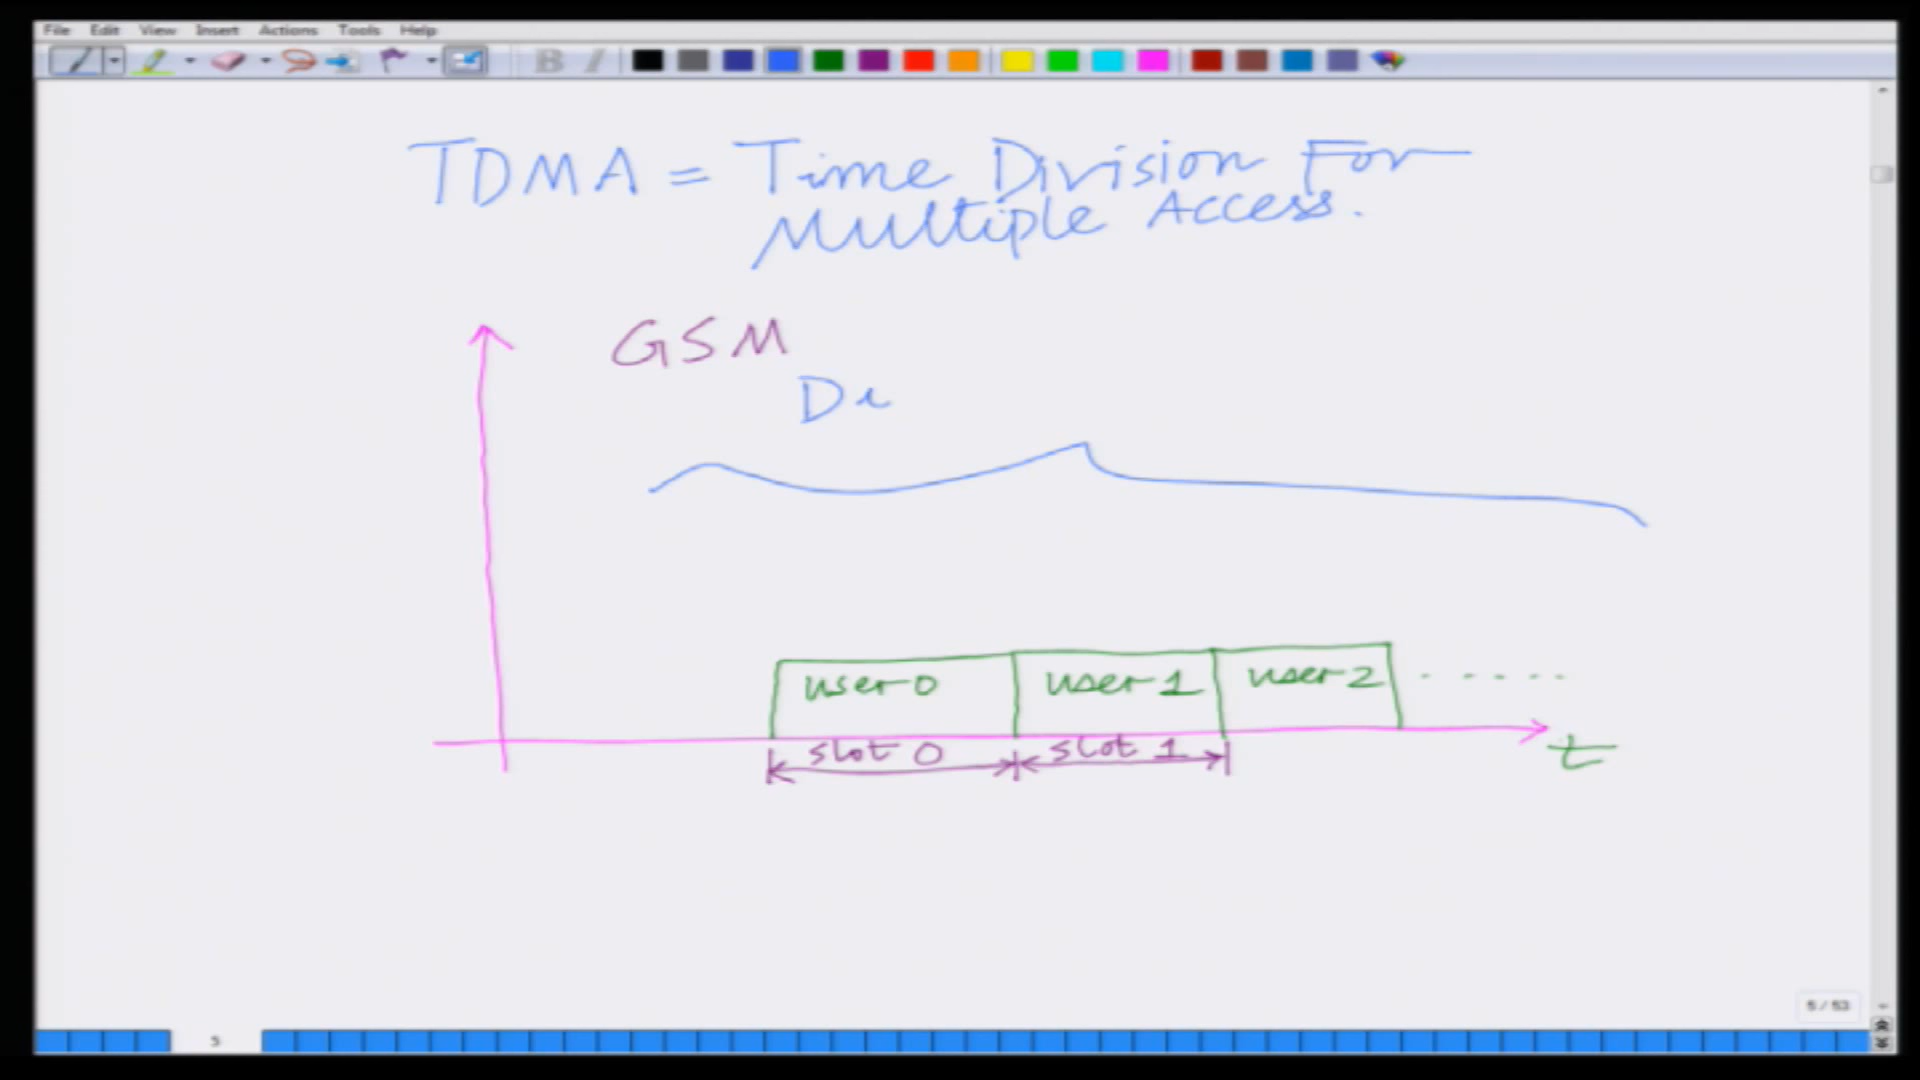 File Edit View Insert Actions Tools Help
B I
TDMA = Time Division For
Multiple Access.
GSM
De
user 0 user 1 user 2 ......
slot 0 slot 1 t
5 / 53
5